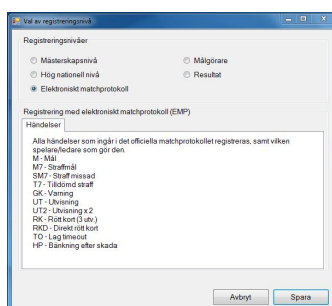 Val av registreringsnivå
Registreringsnivåer
Mästerskapsnivå
Målgörare
Hög nationell nivå
Resultat
Elektroniskt matchprotokoll
Registrering med elektroniskt matchprotokoll (EMP)
Händelser
Alla händelser som ingår i det officiella matchprotokollet registreras, samt vilken
spelare/ledare som gör den.
M - Mål
M7 - Straffmål
SM7 - Straff missad
T7 - Tilldömd straff
GK - Varning
UT - Utvisning
UT2 - Utvisning x 2
RK - Rött kort (3 utv.)
RKD - Direkt rött kort
TO - Lag timeout
HP - Bänkning efter skada
Avbryt
Spara